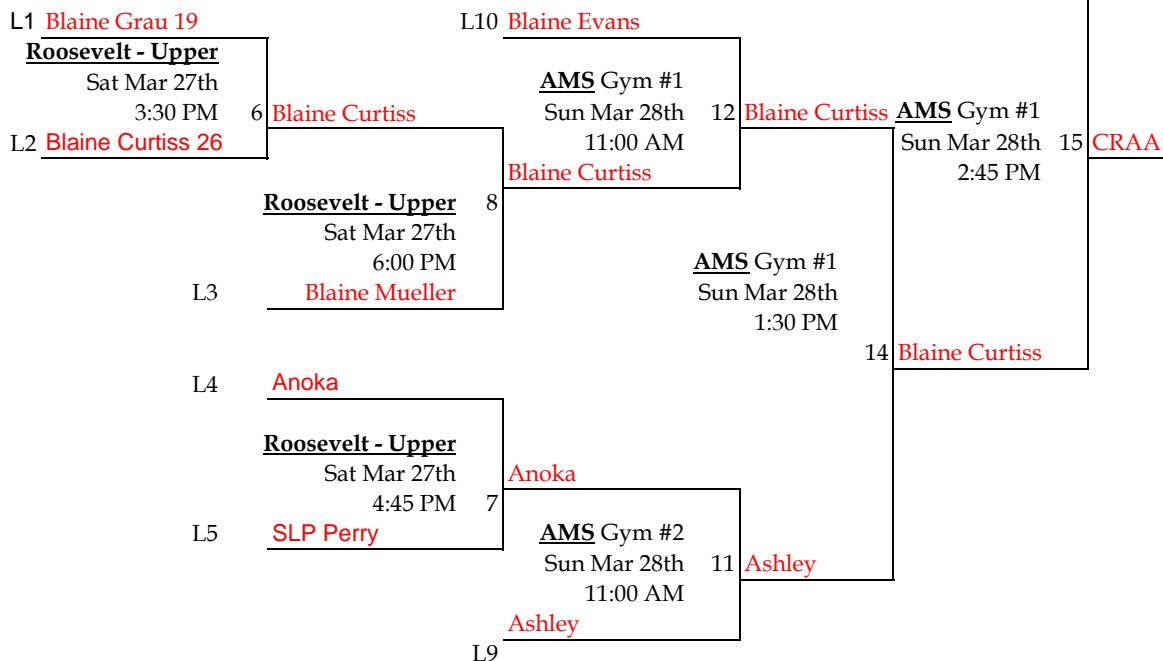 L1 Blaine Grau 19
L10 Blaine Evans
Roosevelt - Upper
Sat Mar 27th
3:30 PM
6 Blaine Curtiss
L2 Blaine Curtiss 26
AMS Gym #1
Sun Mar 28th
11:00 AM
12 Blaine Curtiss
AMS Gym #1
Sun Mar 28th
2:45 PM
15 CRAA
Blaine Curtiss
Roosevelt - Upper
8
Sat Mar 27th
6:00 PM
L3 Blaine Mueller
AMS Gym #1
Sun Mar 28th
1:30 PM
14 Blaine Curtiss
L4 Anoka
Roosevelt - Upper
Sat Mar 27th
4:45 PM
7
Anoka
L5 SLP Perry
AMS Gym #2
Sun Mar 28th
11:00 AM
11 Ashley
Ashley
L9